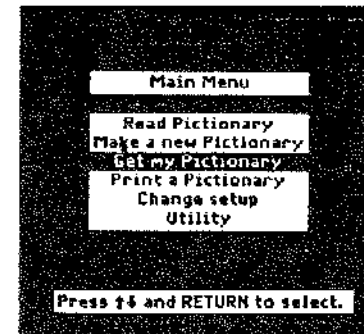 Main Menu
Read Pictionary
Make a new Pictionary
Get my Pictionary
Print a Pictionary
Change setup
Utility
Press ↑↓ and RETURN to select.